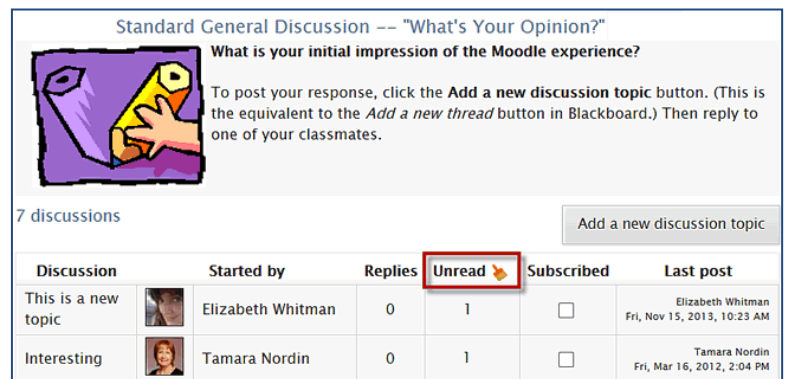 Standard General Discussion -- "What's Your Opinion?"
What is your initial impression of the Moodle experience?
To post your response, click the Add a new discussion topic button. (This is
the equivalent to the Add a new thread button in Blackboard.) Then reply to
one of your classmates.
7 discussions
Add a new discussion topic
Discussion Started by Replies Unread Subscribed Last post
This is a new
topic
Elizabeth Whitman 0 1
Elizabeth Whitman
Fri, Nov 15, 2013, 10:23 AM
Interesting Tamara Nordin 0 1
Tamara Nordin
Fri, Mar 16, 2012, 2:04 PM